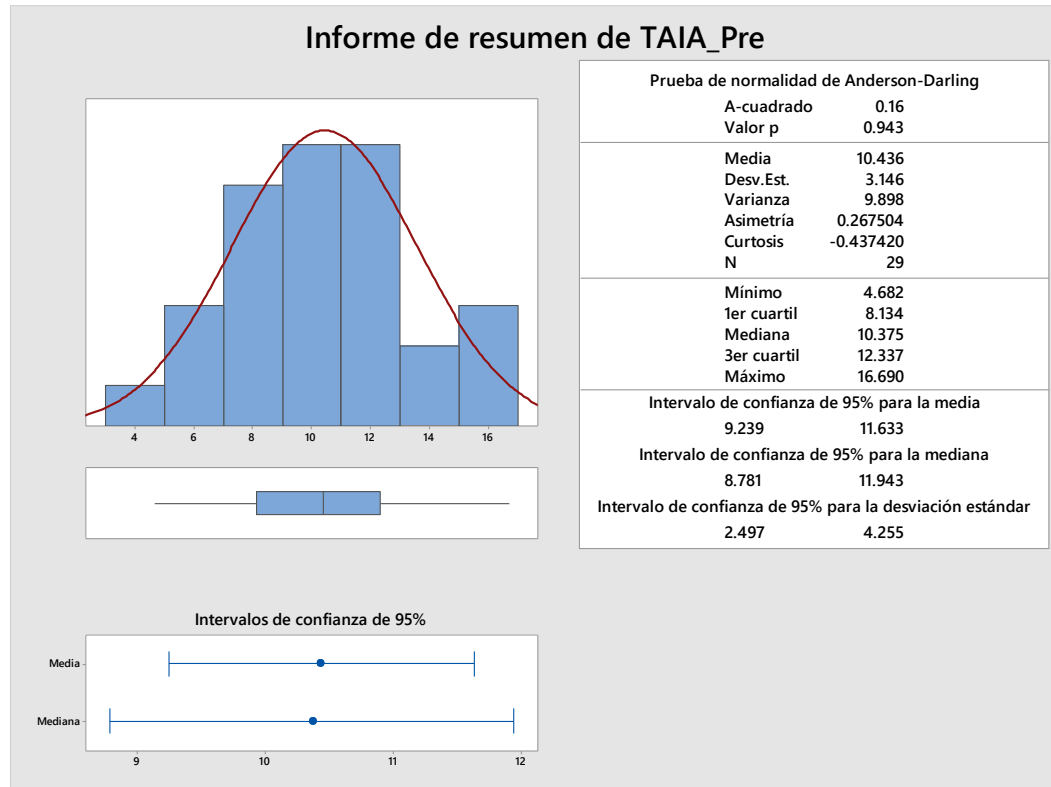 Informe de resumen de TAIA_Pre
4 6 8 10 12 14 16
Prueba de normalidad de Anderson-Darling
A-cuadrado 0.16
Valor p 0.943
Media 10.436
Desv.Est. 3.146
Varianza 9.898
Asimetría 0.267504
Curtosis -0.437420
N 29
Mínimo 4.682
1er cuartil 8.134
Mediana 10.375
3er cuartil 12.337
Máximo 16.690
Intervalo de confianza de 95% para la media
9.239 11.633
Intervalo de confianza de 95% para la mediana
8.781 11.943
Intervalo de confianza de 95% para la desviación estándar
2.497 4.255
Intervalos de confianza de 95%
Media
Mediana
9 10 11 12